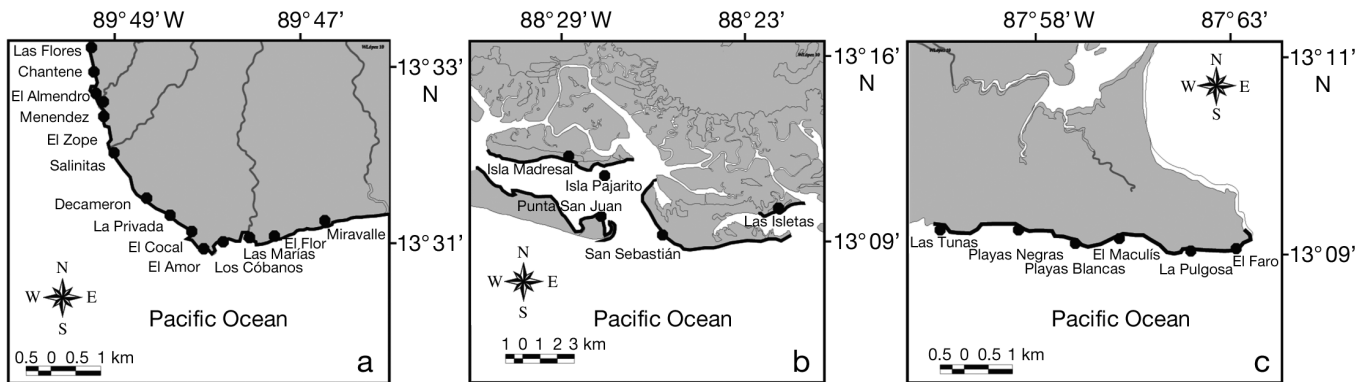 89°49’ W
89°47’
Las Flores
Chantene
El Almendro
Menendez
El Zope
Salinitas
Decameron
La Privada
El Cocal
El Amor
Los Cóbanos
Las Marías
El Flor
Miravalle
13°33’
N
13°31’
N
W E
S
Pacific Ocean
0.5 0 0.5 1 km
a
88°29’ W
88°23’
Isla Madresal
Isla Pajarito
Punta San Juan
San Sebastián
Las Isletas
13°16’
N
13°09’
N
W E
S
Pacific Ocean
1 0 1 2 3 km
b
87°58’ W
87°63’
N
W E
S
Las Tunas
Playas Negras
Playas Blancas
El Maculís
La Pulgosa
El Faro
13°11’
N
13°09’
Pacific Ocean
0.5 0 0.5 1 km
c